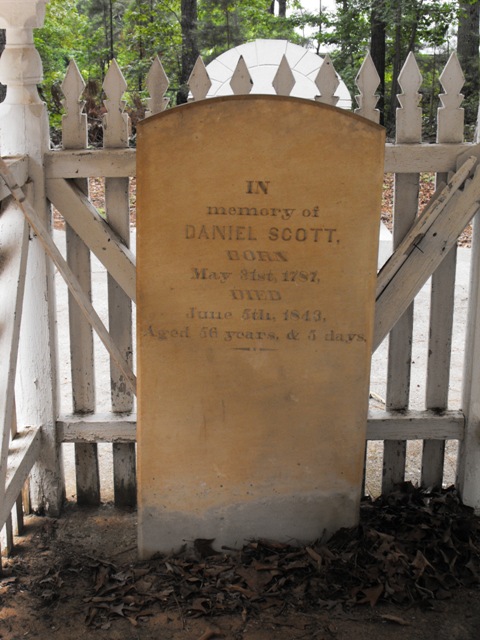 IN
memory of
DANIEL SCOTT,
BORN
May 31st, 1787,
DIED
June 5th, 1843,
Aged 56 years, & 5 days.